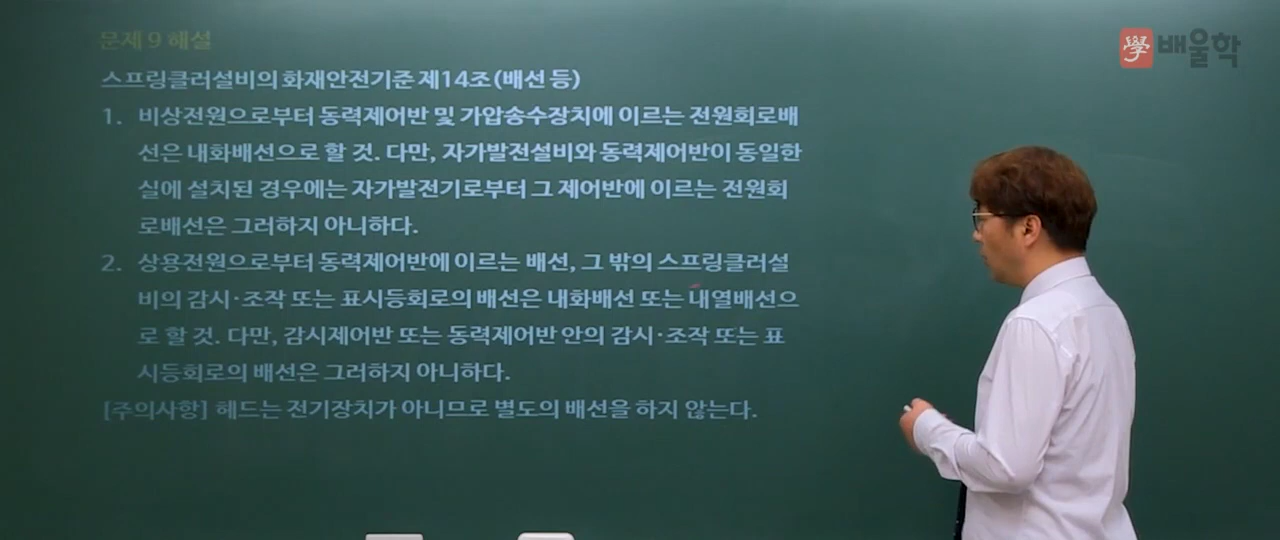 문제 9 해설
學 배울학
스프링클러설비의 화재안전기준 제14조(배선 등)
1. 비상전원으로부터 동력제어반 및 가압송수장치에 이르는 전원회로배
선은 내화배선으로 할 것. 다만, 자가발전설비와 동력제어반이 동일한
실에 설치된 경우에는 자가발전기로부터 그 제어반에 이르는 전원회
로배선은 그러하지 아니하다.
2. 상용전원으로부터 동력제어반에 이르는 배선, 그 밖의 스프링클러설
비의 감시·조작 또는 표시등회로의 배선은 내화배선 또는 내열배선으
로 할 것. 다만, 감시제어반 또는 동력제어반 안의 감시·조작 또는 표
시등회로의 배선은 그러하지 아니하다.
[주의사항] 헤드는 전기장치가 아니므로 별도의 배선을 하지 않는다.